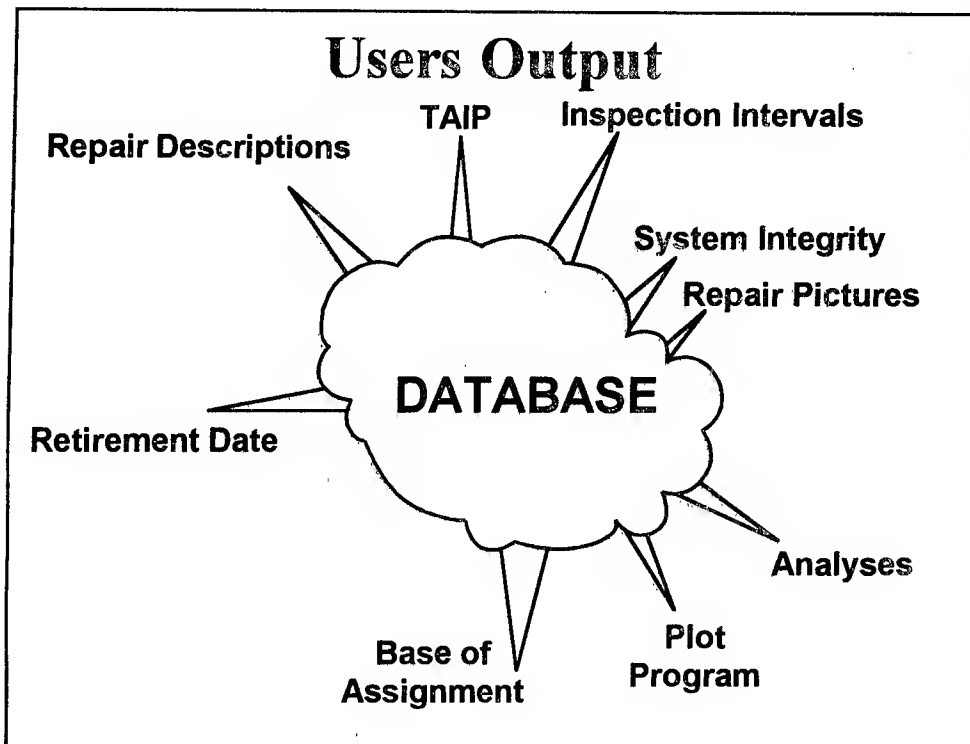 Users Output
TAIP
Inspection Intervals
Repair Descriptions
System Integrity
Repair Pictures
DATABASE
Retirement Date
Analyses
Plot
Program
Base of
Assignment